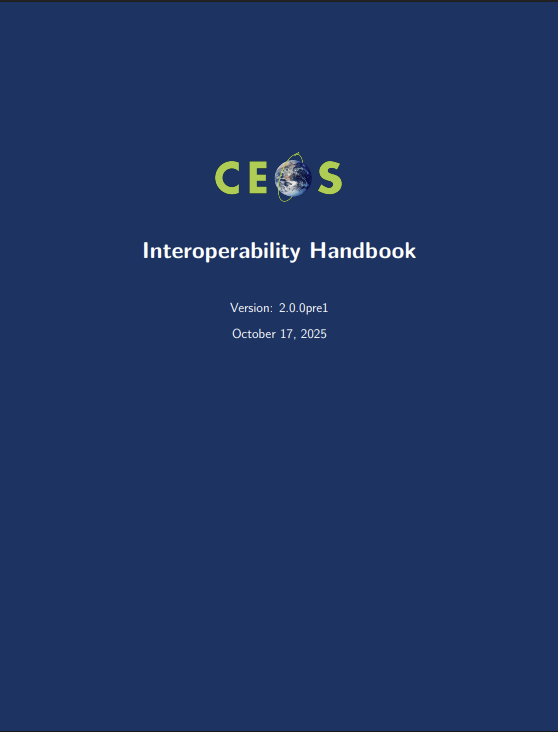 CEOS
Interoperability Handbook
Version: 2.0.0pre1
October 17, 2025